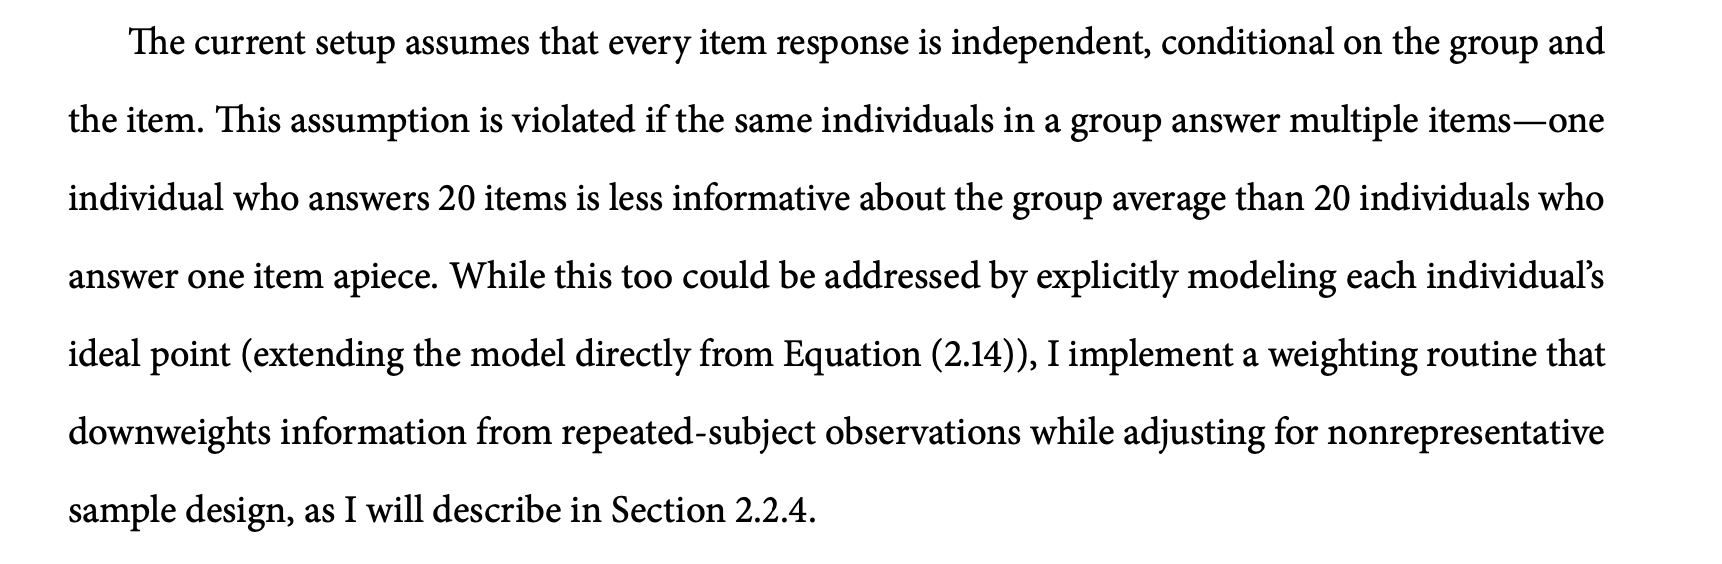 The current setup assumes that every item response is independent, conditional on the group and
the item. This assumption is violated if the same individuals in a group answer multiple items—one
individual who answers 20 items is less informative about the group average than 20 individuals who
answer one item apiece. While this too could be addressed by explicitly modeling each individual’s
ideal point (extending the model directly from Equation (2.14)), I implement a weighting routine that
downweights information from repeated-subject observations while adjusting for nonrepresentative
sample design, as I will describe in Section 2.2.4.